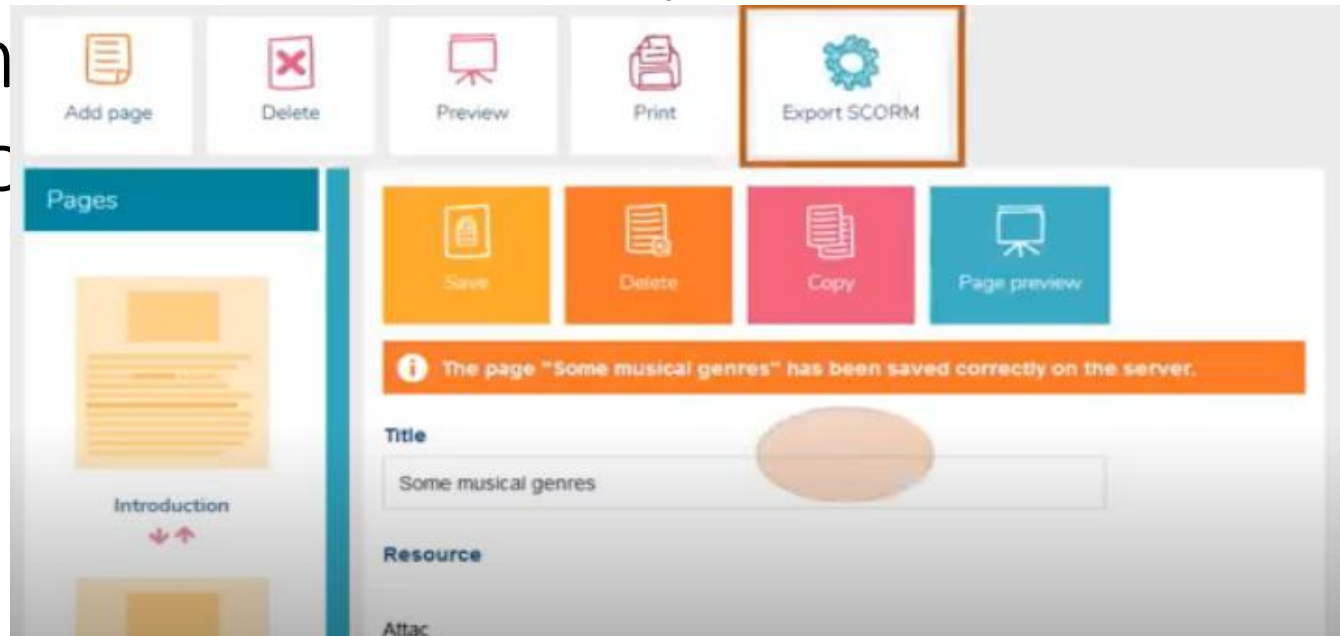 Add page Delete Preview Print Export SCORM
Pages
Save Delete Copy Page preview
The page "Some musical genres" has been saved correctly on the server.
Title
Some musical genres
Introduction
Resource
Attac